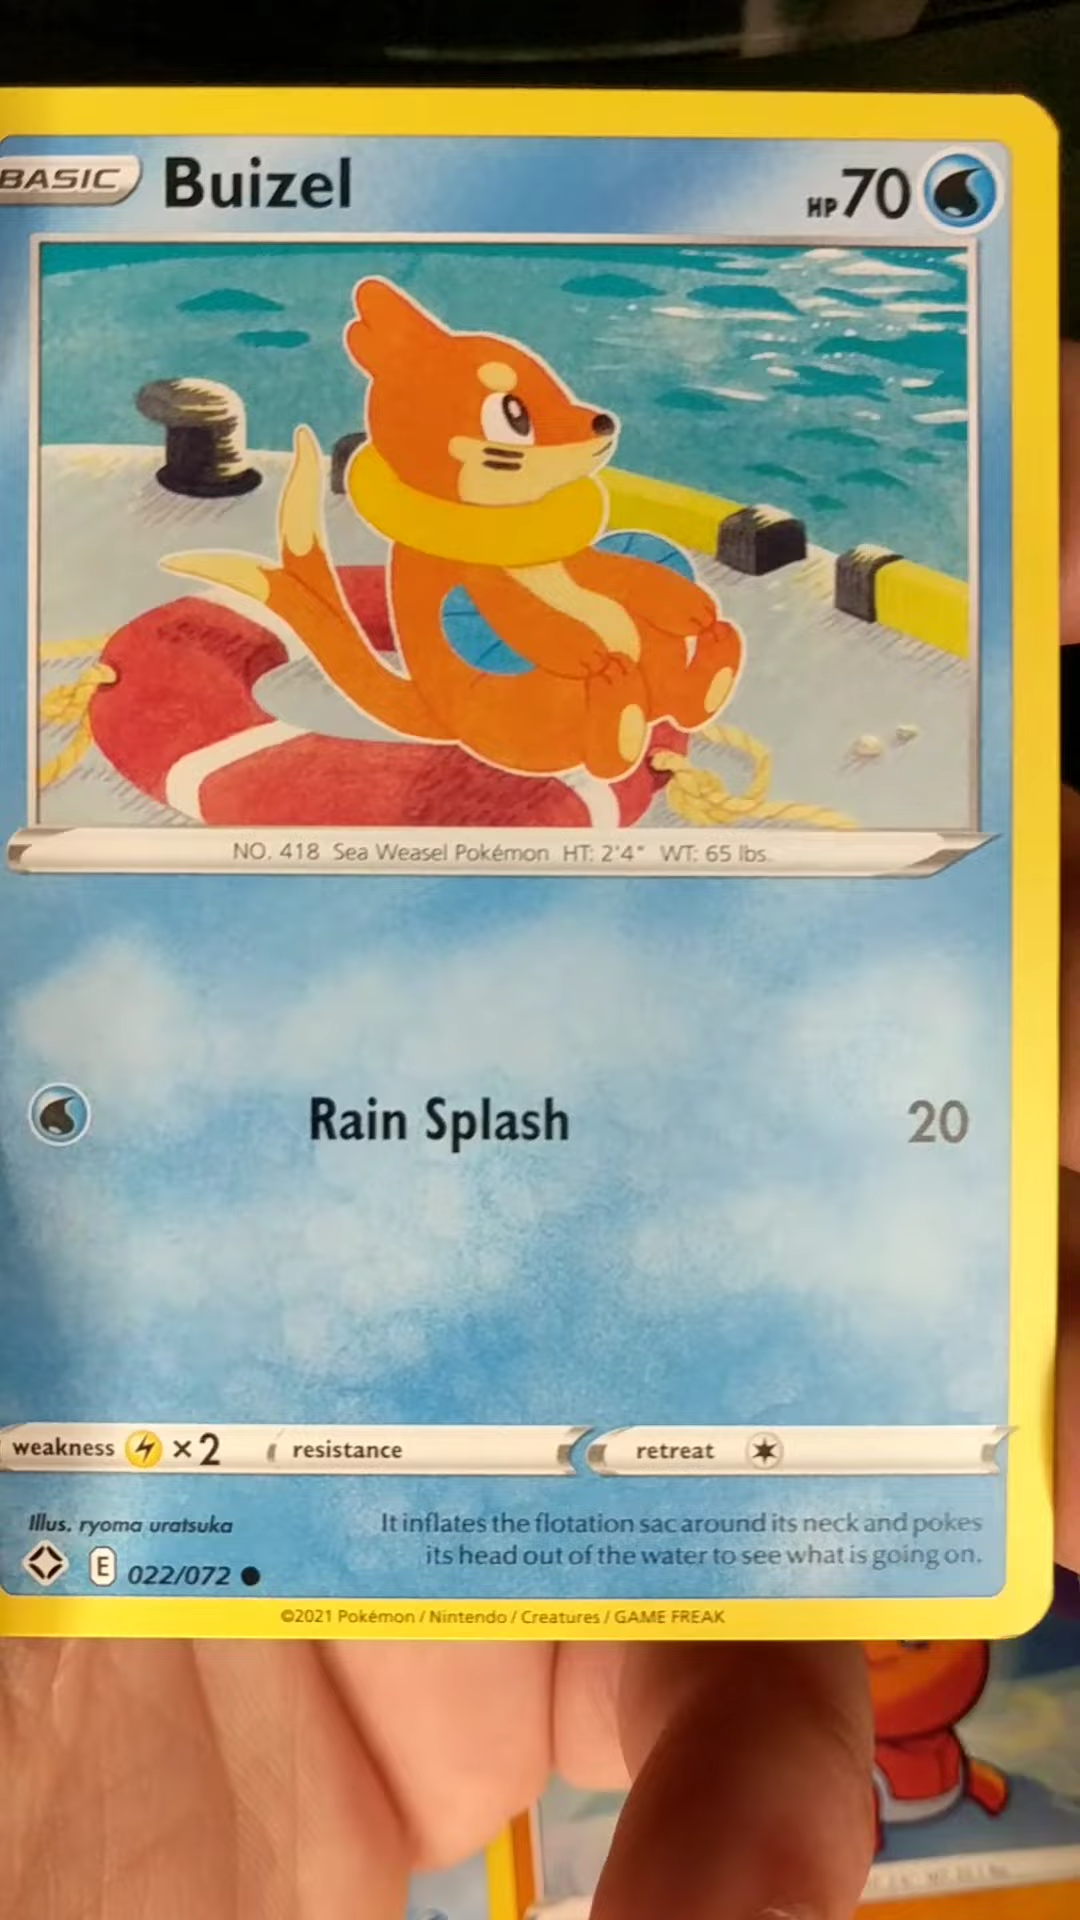 BASIC Buizel HP 70
NO. 418 Sea Weasel Pokémon HT: 2'4" WT: 65 lbs.
Rain Splash 20
weakness ×2 resistance retreat
Illus. ryoma uratsuka
It inflates the flotation sac around its neck and pokes
its head out of the water to see what is going on.
E 022/072
©2021 Pokémon / Nintendo / Creatures / GAME FREAK